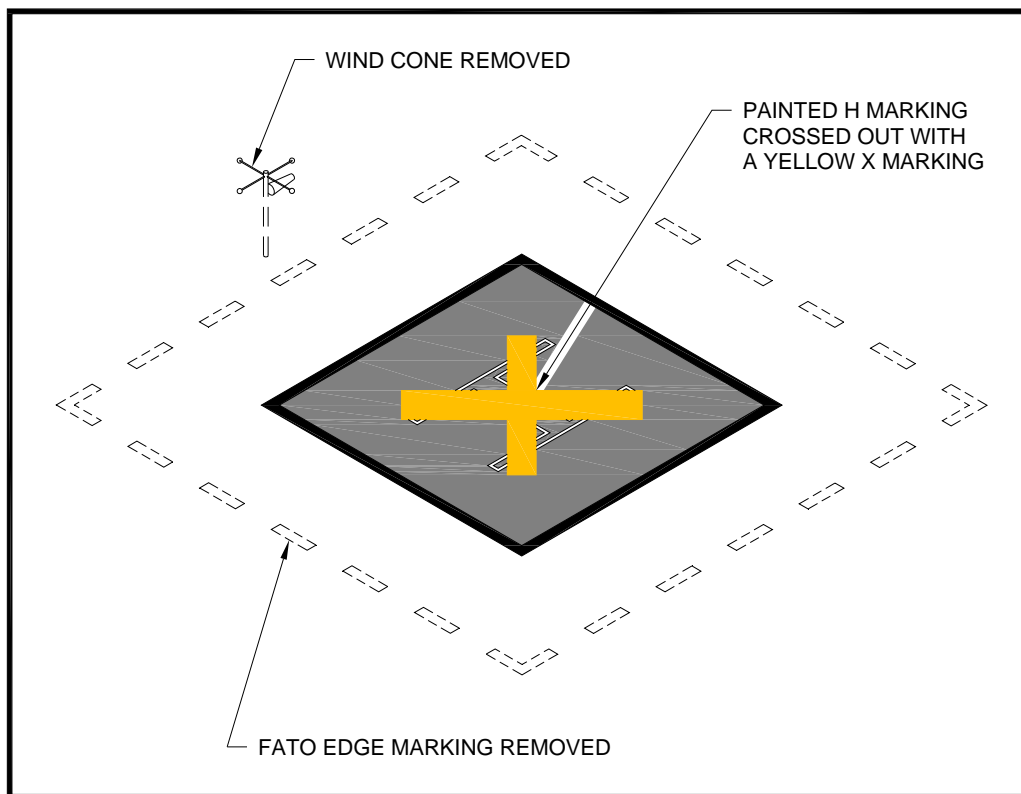 WIND CONE REMOVED
PAINTED H MARKING
CROSSED OUT WITH
A YELLOW X MARKING
FATO EDGE MARKING REMOVED